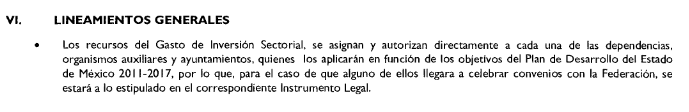 VI. LINEAMIENTOS GENERALES
• Los recursos del Gasto de Inversión Sectorial, se asignan y autorizan directamente a cada una de las dependencias,
organismos auxiliares y ayuntamientos, quienes los aplicarán en función de los objetivos del Plan de Desarrollo del Estado
de México 2011-2017, por lo que, para el caso de que alguno de ellos llegara a celebrar convenios con la Federación, se
estará a lo estipulado en el correspondiente Instrumento Legal.